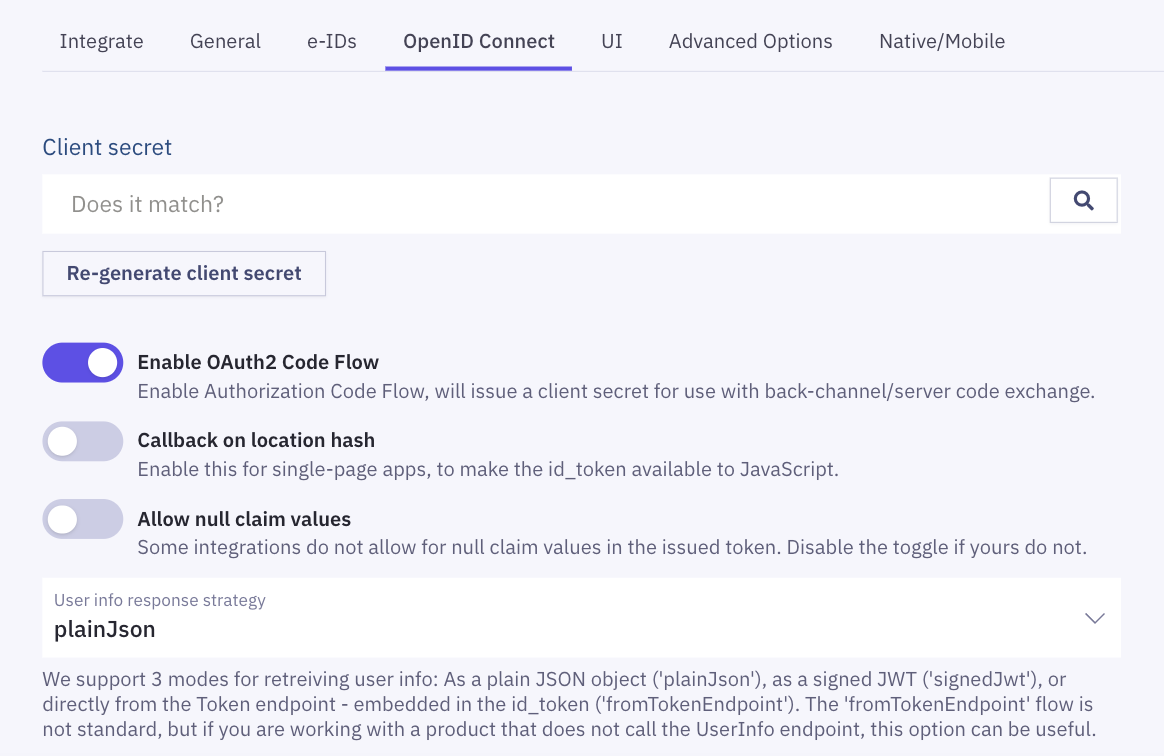 Integrate General e-IDs OpenID Connect UI Advanced Options Native/Mobile
Client secret
Does it match?
Re-generate client secret
Enable OAuth2 Code Flow
Enable Authorization Code Flow, will issue a client secret for use with back-channel/server code exchange.
Callback on location hash
Enable this for single-page apps, to make the id_token available to JavaScript.
Allow null claim values
Some integrations do not allow for null claim values in the issued token. Disable the toggle if yours do not.
User info response strategy
plainJson
We support 3 modes for retreiving user info: As a plain JSON object ('plainJson'), as a signed JWT ('signedJwt'), or
directly from the Token endpoint - embedded in the id_token ('fromTokenEndpoint'). The 'fromTokenEndpoint' flow is
not standard, but if you are working with a product that does not call the UserInfo endpoint, this option can be useful.